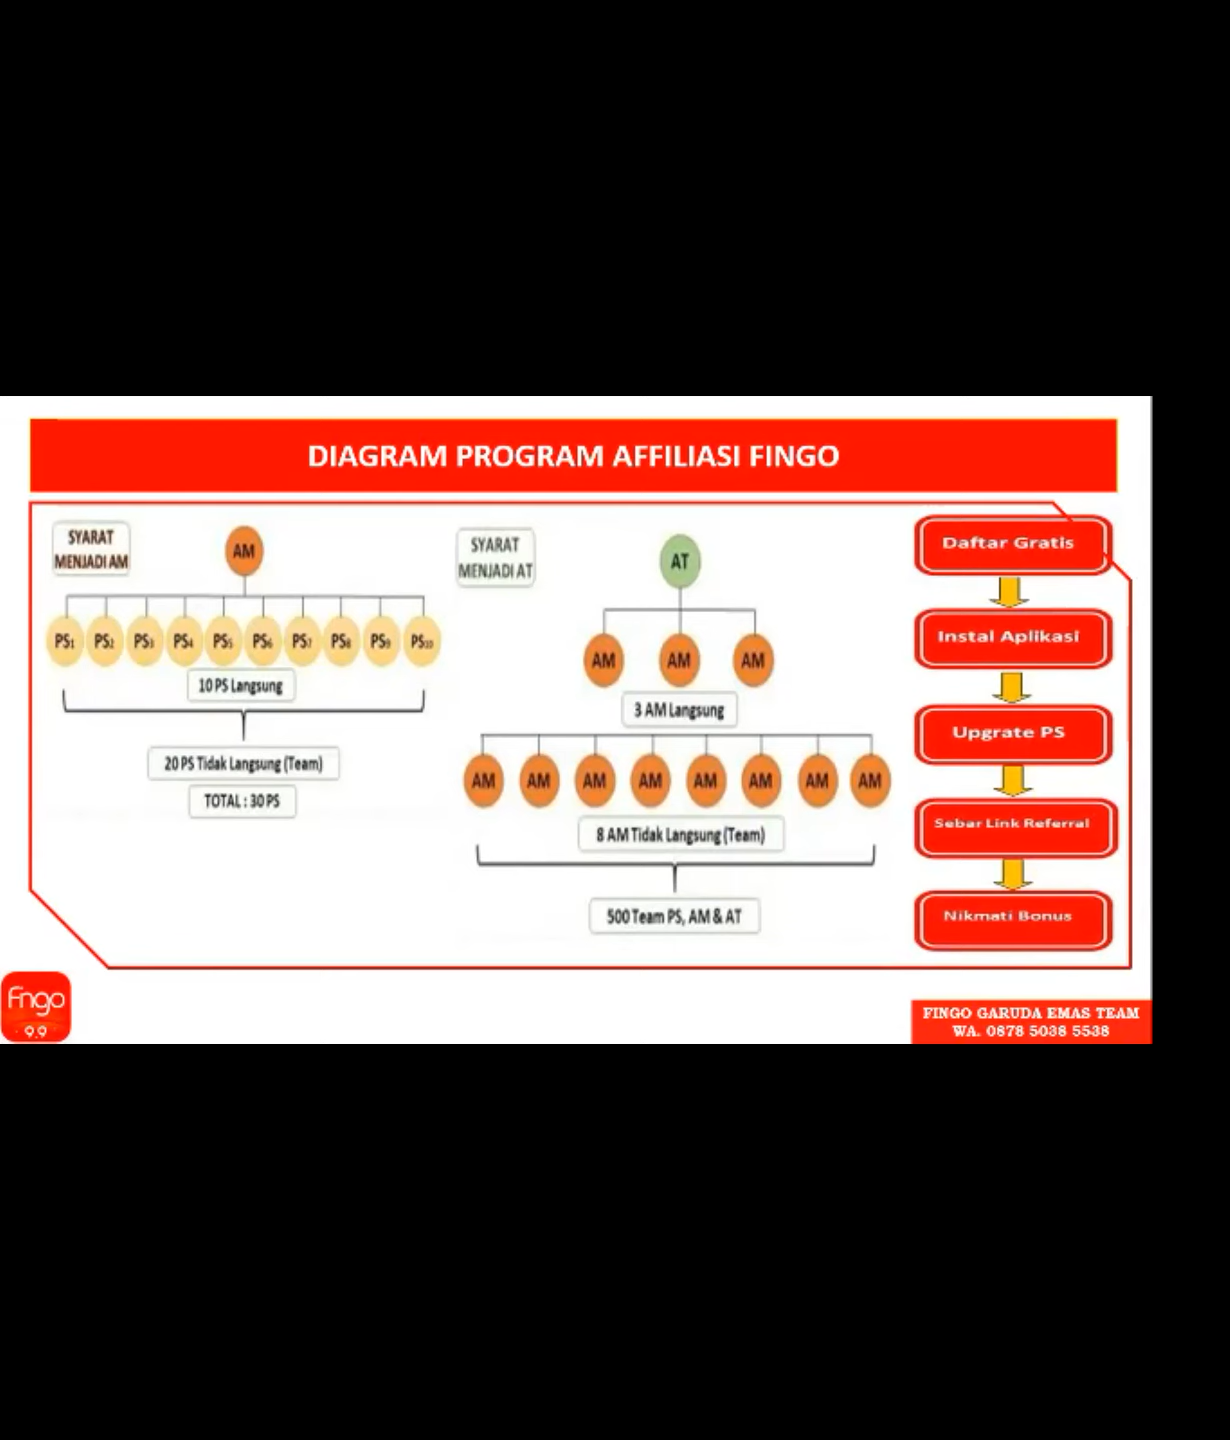 DIAGRAM PROGRAM AFFILIASI FINGO
SYARAT
MENJADI AM
AM
PS1 PS2 PS3 PS4 PS5 PS6 PS7 PS8 PS9 PS10
10 PS Langsung
20 PS Tidak Langsung (Team)
TOTAL : 30 PS
SYARAT
MENJADI AT
AT
AM AM AM
3 AM Langsung
AM AM AM AM AM AM AM AM
8 AM Tidak Langsung (Team)
500 Team PS, AM & AT
Daftar Gratis
Instal Aplikasi
Upgrate PS
Sebar Link Referral
Nikmati Bonus
Fingo
9.9
FINGO GARUDA EMAS TEAM
WA. 0878 5038 5538